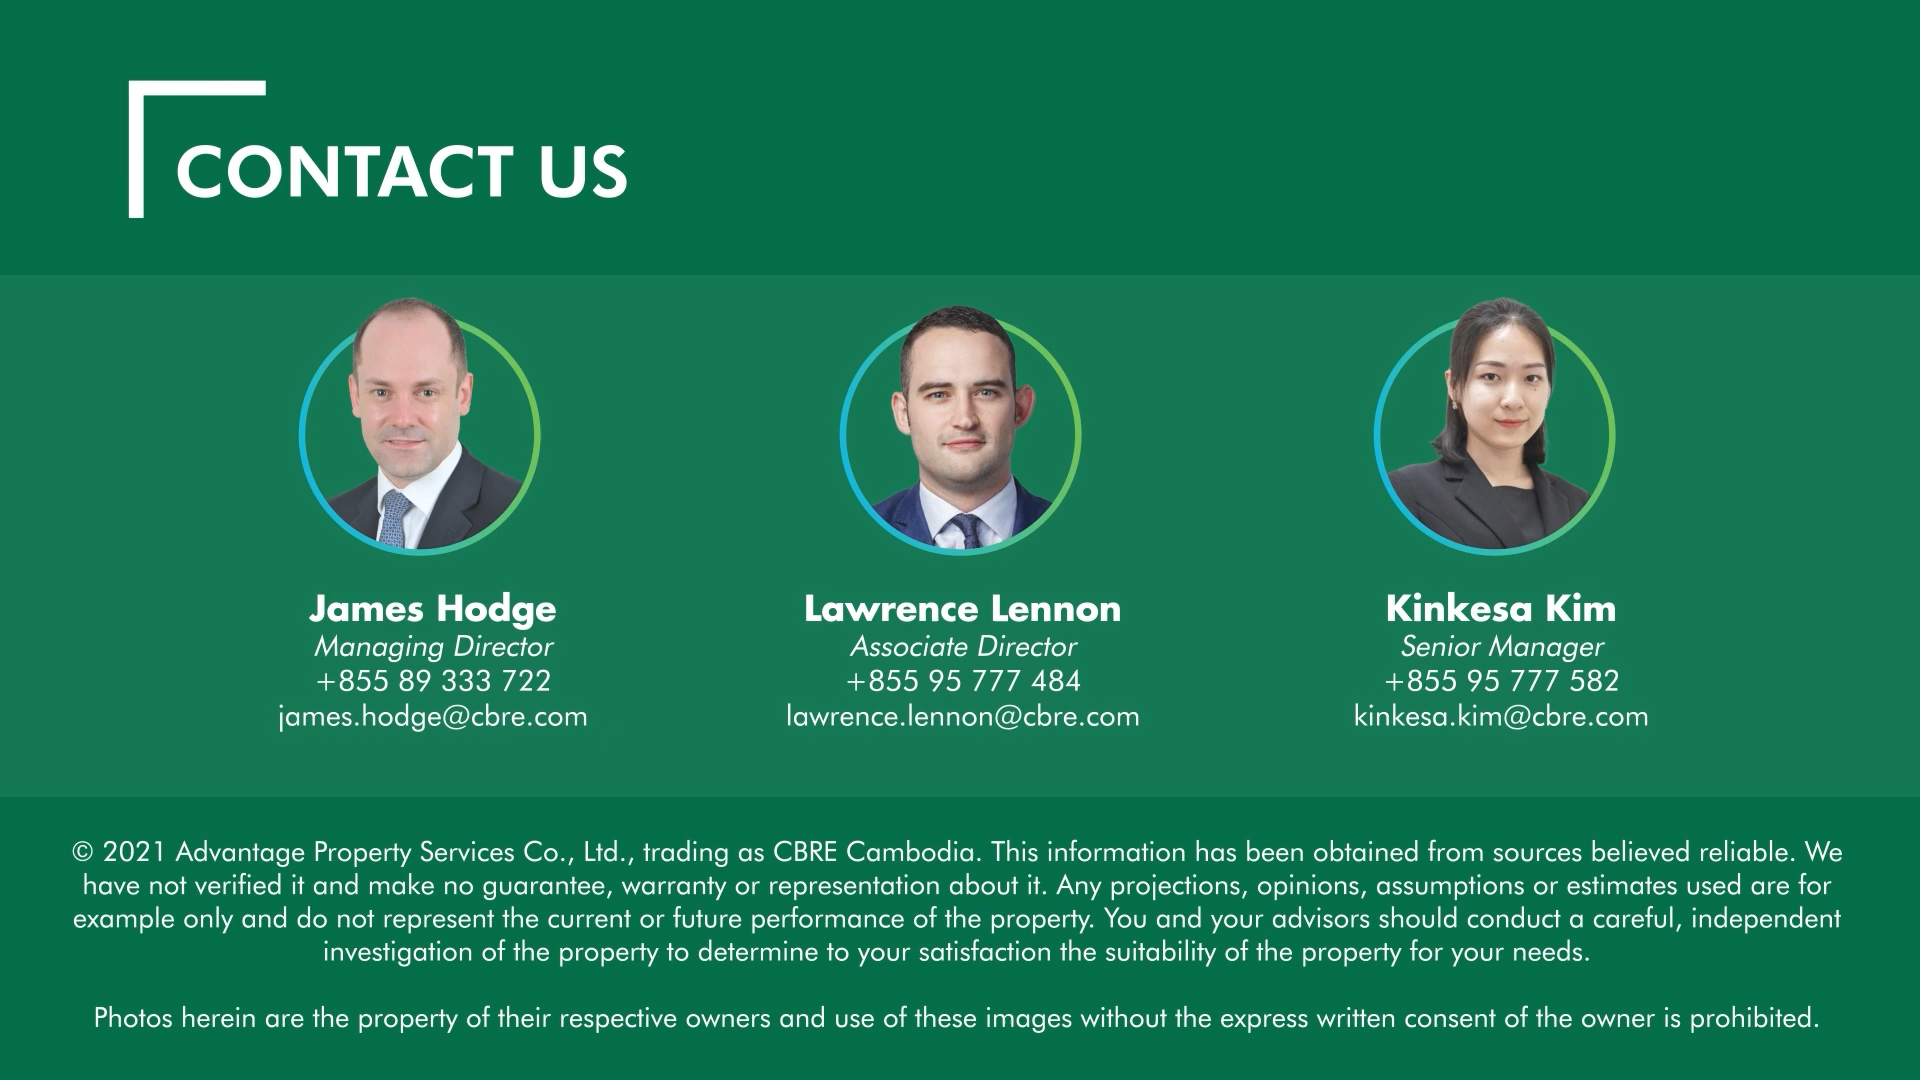 CONTACT US
James Hodge
Managing Director
+855 89 333 722
james.hodge@cbre.com
Lawrence Lennon
Associate Director
+855 95 777 484
lawrence.lennon@cbre.com
Kinkesa Kim
Senior Manager
+855 95 777 582
kinkesa.kim@cbre.com
© 2021 Advantage Property Services Co., Ltd., trading as CBRE Cambodia. This information has been obtained from sources believed reliable. We
have not verified it and make no guarantee, warranty or representation about it. Any projections, opinions, assumptions or estimates used are for
example only and do not represent the current or future performance of the property. You and your advisors should conduct a careful, independent
investigation of the property to determine to your satisfaction the suitability of the property for your needs.
Photos herein are the property of their respective owners and use of these images without the express written consent of the owner is prohibited.